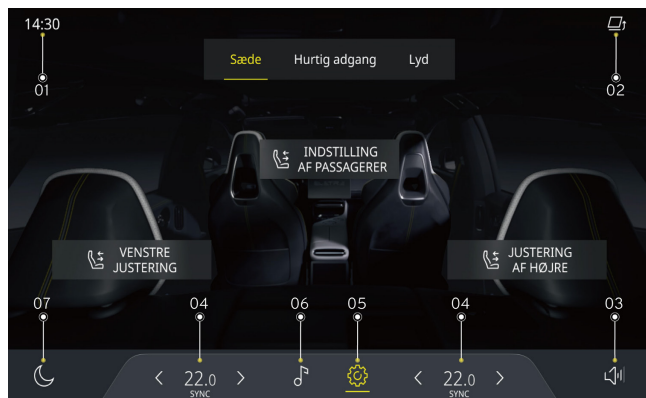 14:30
01
02
Sæde Hurtig adgang Lyd
INDSTILLING
AF PASSAGERER
VENSTRE
JUSTERING
JUSTERING
AF HØJRE
07 04 06 05 04 03
22.0 22.0
SYNC SYNC